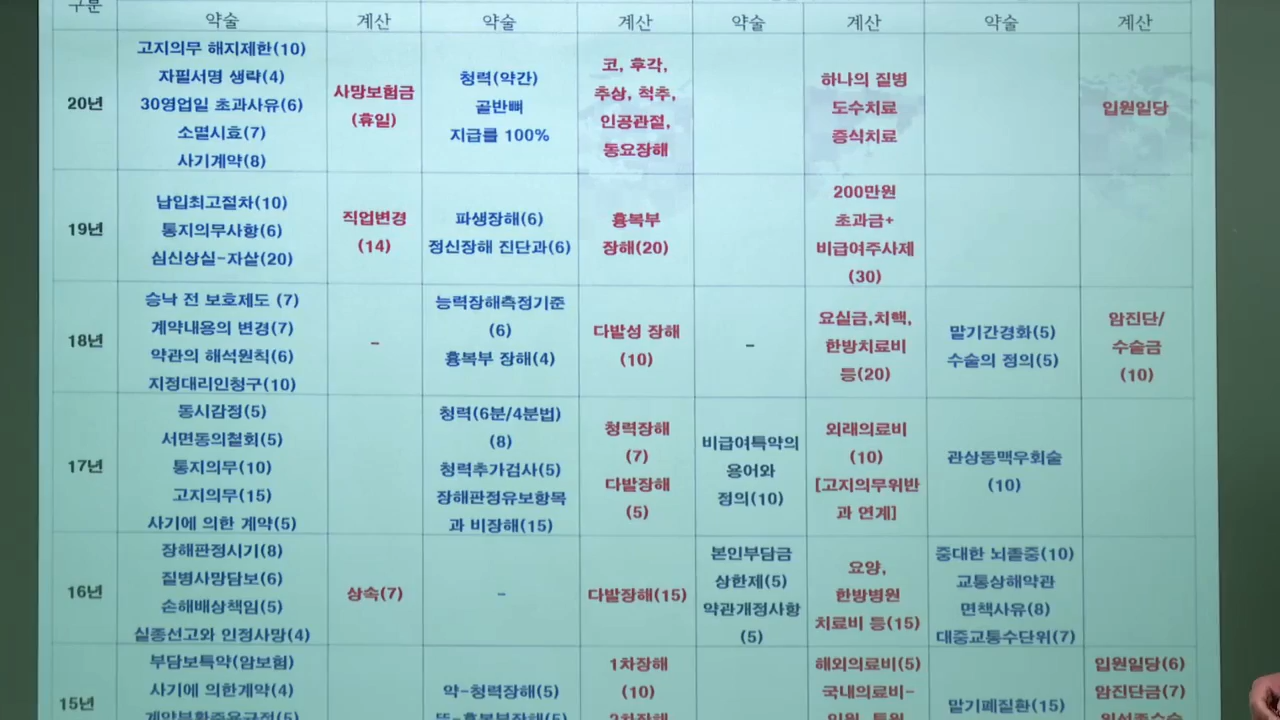 구분
약술 계산 약술 계산 약술 계산 약술 계산
20년
고지의무 해지제한(10)
자필서명 생략(4)
30영업일 초과사유(6)
소멸시효(7)
사기계약(8)
사망보험금
(휴일)
청력(약간)
골반뼈
지급률 100%
코, 후각,
추상, 척추,
인공관절,
동요장해
하나의 질병
도수치료
증식치료
입원일당
19년
납입최고절차(10)
통지의무사항(6)
심신상실-자살(20)
직업변경
(14)
파생장해(6)
정신장해 진단과(6)
흉복부
장해(20)
200만원
초과금+
비급여주사제
(30)
18년
승낙 전 보호제도 (7)
계약내용의 변경(7)
약관의 해석원칙(6)
지정대리인청구(10)
-
능력장해측정기준
(6)
흉복부 장해(4)
다발성 장해
(10)
-
요실금,치핵,
한방치료비
등(20)
말기간경화(5)
수술의 정의(5)
암진단/
수술금
(10)
17년
동시감정(5)
서면동의철회(5)
통지의무(10)
고지의무(15)
사기에 의한 계약(5)
청력(6분/4분법)
(8)
청력추가검사(5)
장해판정유보항목
과 비장해(15)
청력장해
(7)
다발장해
(5)
비급여특약의
용어와
정의(10)
외래의료비
(10)
[고지의무위반
과 연계]
관상동맥우회술
(10)
16년
장해판정시기(8)
질병사망담보(6)
손해배상책임(5)
실종선고와 인정사망(4)
상속(7)
-
다발장해(15)
본인부담금
상한제(5)
약관개정사항
(5)
요양,
한방병원
치료비 등(15)
중대한 뇌졸중(10)
교통상해약관
면책사유(8)
대중교통수단위(7)
15년
부담보특약(암보험)
사기에 의한계약(4)
약-청력장해(5)
1차장해
(10)
해외의료비(5)
국내의료비-
말기폐질환(15)
입원일당(6)
암진단금(7)